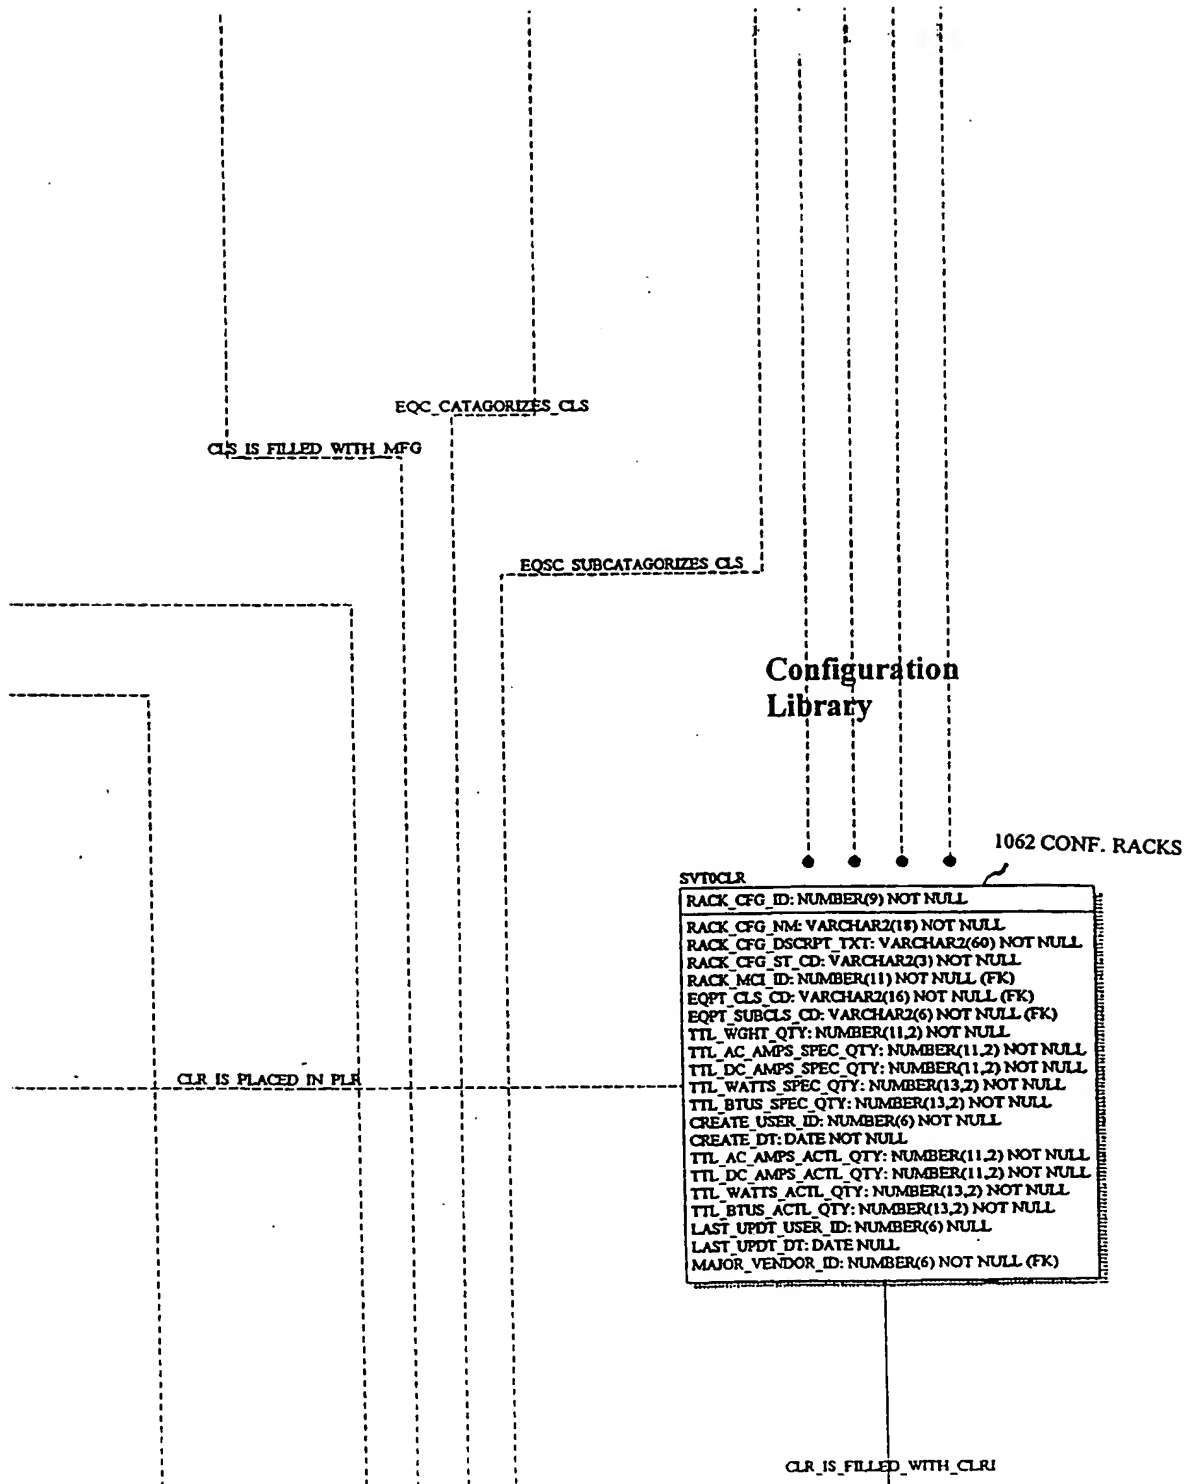 EQC_CATAGORIZES_CLS
CLS_IS_FILLED_WITH_MFG
EQSC_SUBCATAGORIZES_CLS
Configuration
Library
1062 CONF. RACKS
SVT0CLR
RACK_CFG_ID: NUMBER(9) NOT NULL
RACK_CFG_NM: VARCHAR2(18) NOT NULL
RACK_CFG_DSCRPT_TXT: VARCHAR2(60) NOT NULL
RACK_CFG_ST_CD: VARCHAR2(3) NOT NULL
RACK_MCI_ID: NUMBER(11) NOT NULL (FK)
EQPT_CLS_CD: VARCHAR2(16) NOT NULL (FK)
EQPT_SUBCLS_CD: VARCHAR2(6) NOT NULL (FK)
TTL_WGHT_QTY: NUMBER(11,2) NOT NULL
TTL_AC_AMPS_SPEC_QTY: NUMBER(11,2) NOT NULL
TTL_DC_AMPS_SPEC_QTY: NUMBER(11,2) NOT NULL
CLR_IS_PLACED_IN_PLR
TTL_WATTS_SPEC_QTY: NUMBER(13,2) NOT NULL
TTL_BTUS_SPEC_QTY: NUMBER(13,2) NOT NULL
CREATE_USER_ID: NUMBER(6) NOT NULL
CREATE_DT: DATE NOT NULL
TTL_AC_AMPS_ACTL_QTY: NUMBER(11,2) NOT NULL
TTL_DC_AMPS_ACTL_QTY: NUMBER(11,2) NOT NULL
TTL_WATTS_ACTL_QTY: NUMBER(13,2) NOT NULL
TTL_BTUS_ACTL_QTY: NUMBER(13,2) NOT NULL
LAST_UPDT_USER_ID: NUMBER(6) NULL
LAST_UPDT_DT: DATE NULL
MAJOR_VENDOR_ID: NUMBER(6) NOT NULL (FK)
CLR_IS_FILLED_WITH_CLRI